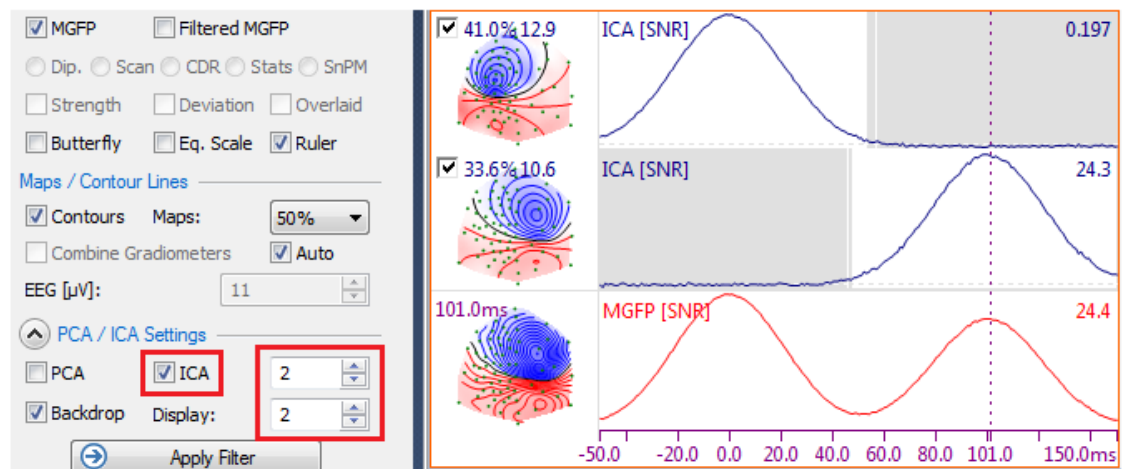 MGFP Filtered MGFP
Dip. Scan CDR Stats SnPM
Strength Deviation Overlaid
Butterfly Eq. Scale Ruler
Maps / Contour Lines
Contours Maps: 50%
Combine Gradiometers Auto
EEG [µV]: 11
PCA / ICA Settings
PCA ICA 2
Backdrop Display: 2
Apply Filter
41.0% 12.9 ICA [SNR] 0.197
33.6% 10.6 ICA [SNR] 24.3
101.0ms MGFP [SNR] 24.4
-50.0 -20.0 0.0 20.0 40.0 60.0 80.0 101.0 150.0ms